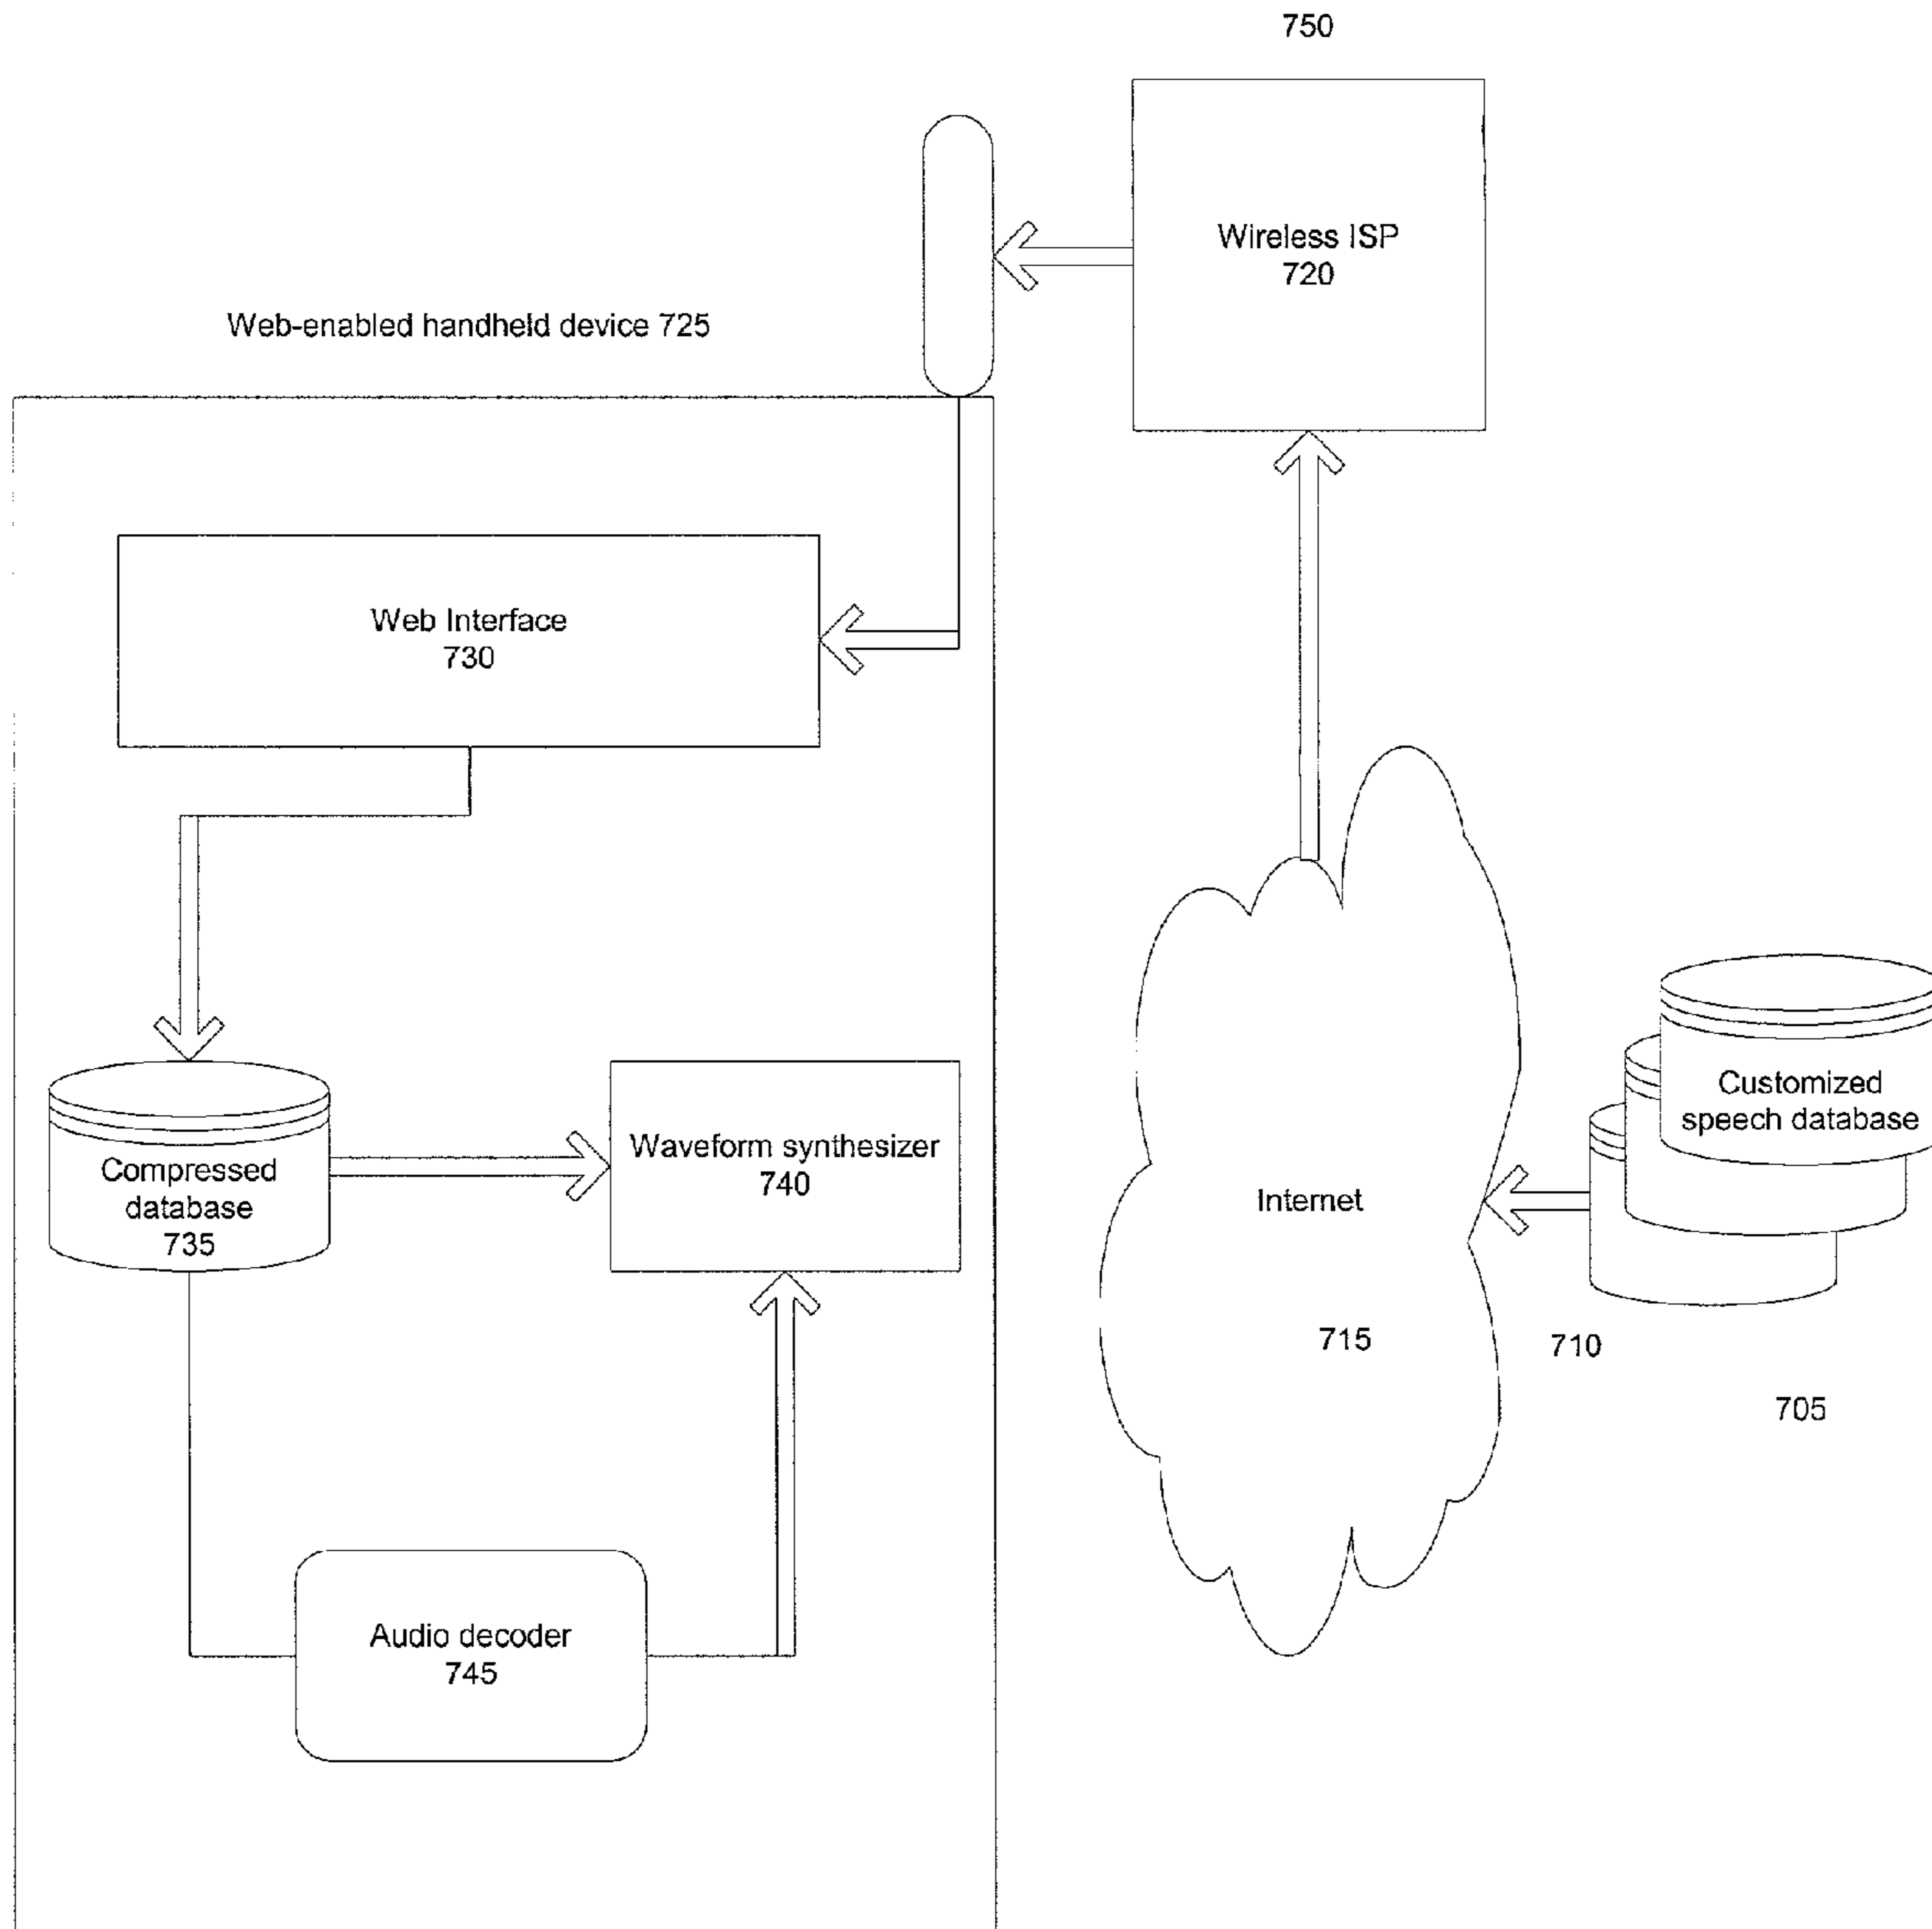 750
Wireless ISP
720
Web-enabled handheld device 725
Web Interface
730
Customized
speech database
Waveform synthesizer
740
Compressed
database
735
Internet
715
710
705
Audio decoder
745